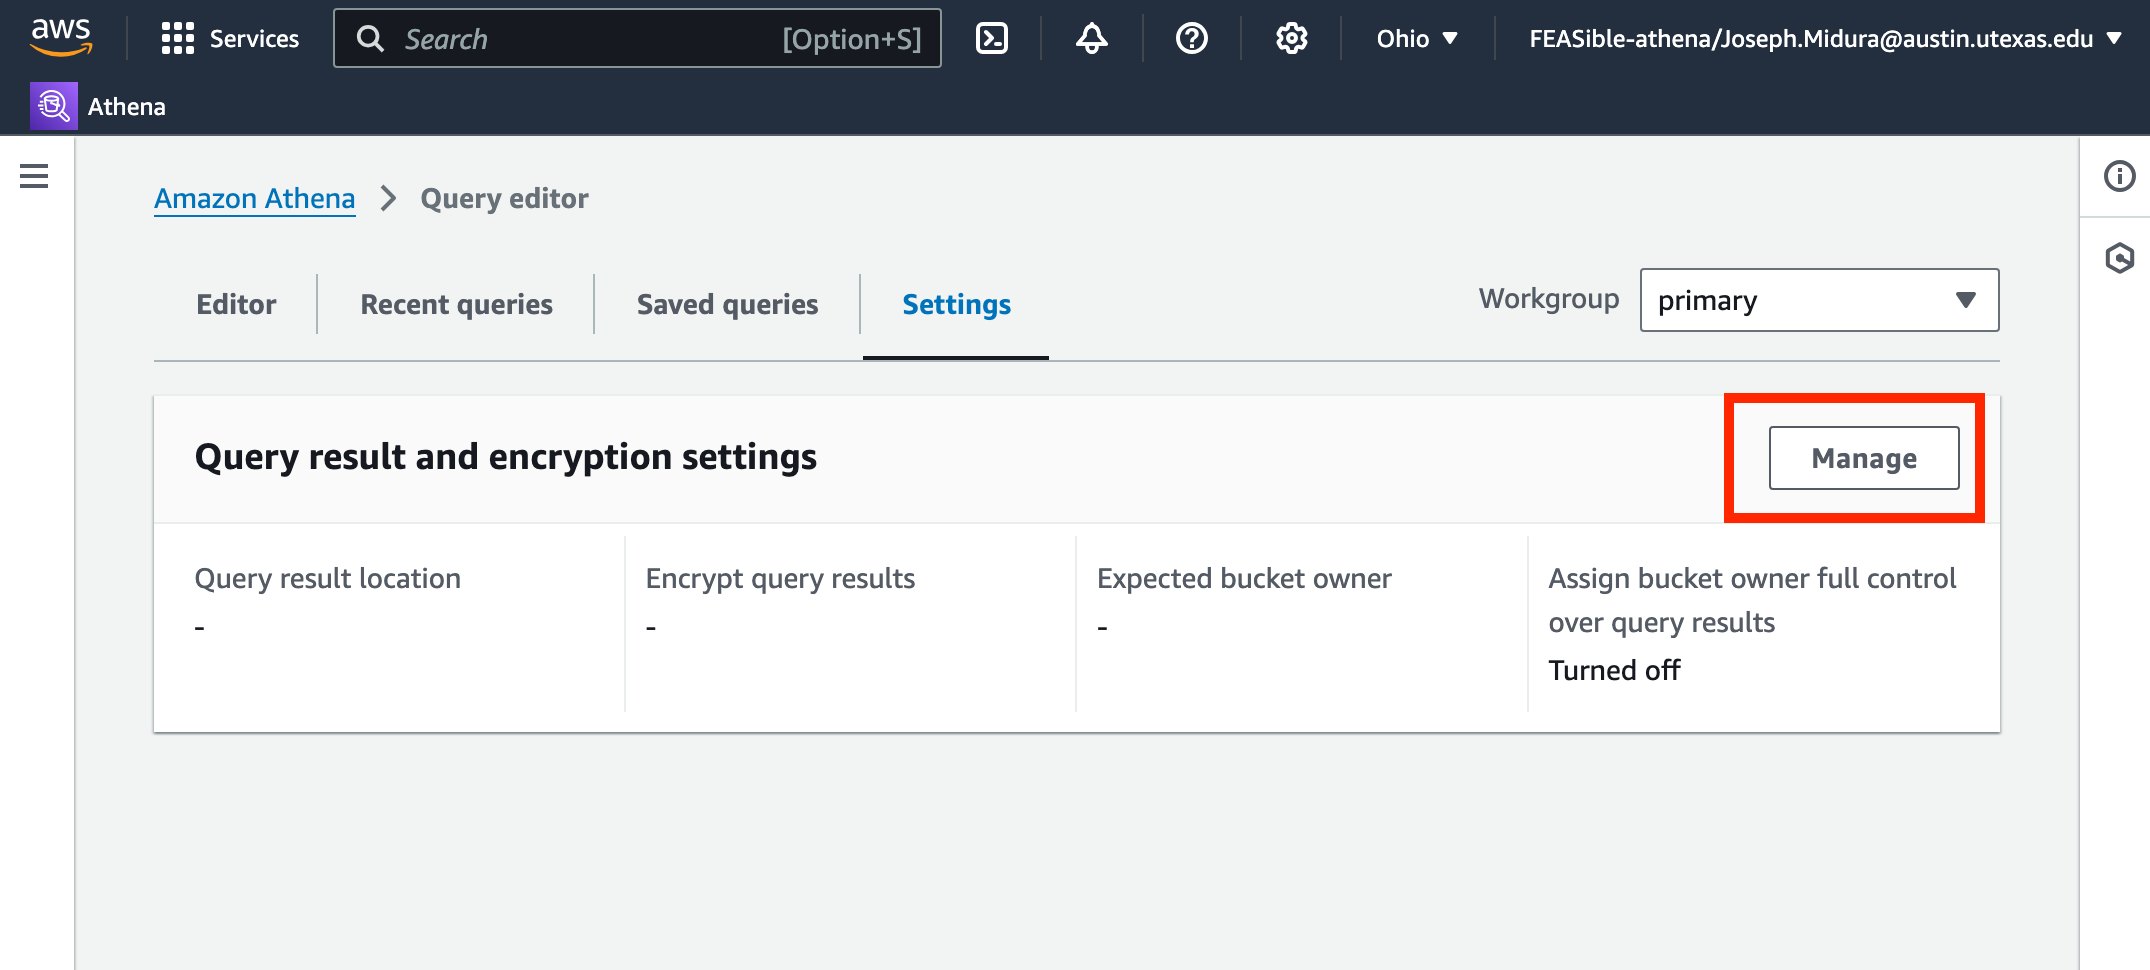 aws
Services
Search [Option+S]
Ohio
FEASible-athena/Joseph.Midura@austin.utexas.edu
Athena
Amazon Athena Query editor
Editor
Recent queries
Saved queries
Settings
Workgroup
primary
Query result and encryption settings
Manage
Query result location
-
Encrypt query results
-
Expected bucket owner
-
Assign bucket owner full control
over query results
Turned off